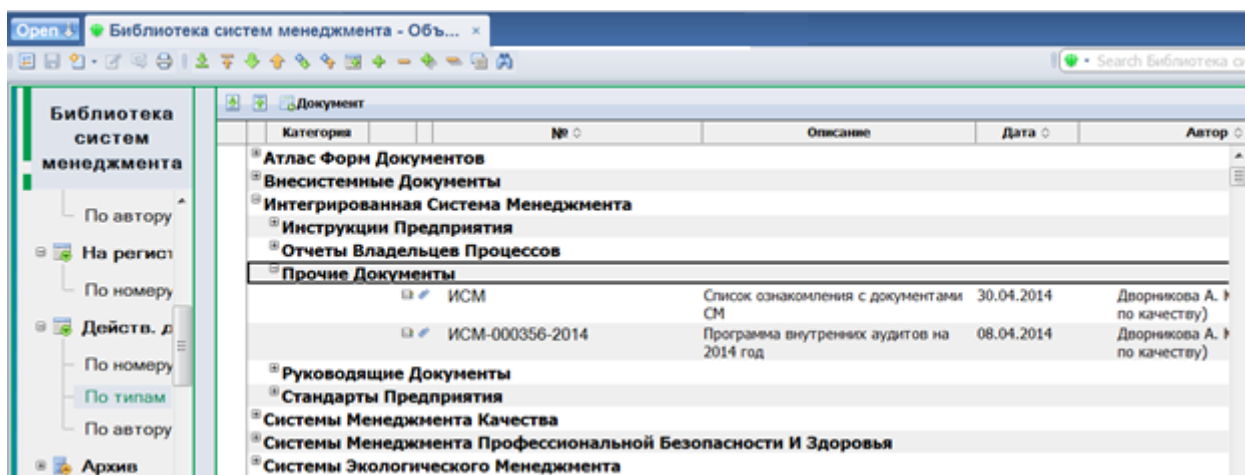 Open
Библиотека систем менеджмента - Объ... ×
Search Библиотека
Библиотека
систем
менеджмента
По автору
На регист
По номеру
Действ. д
По номеру
По типам
По автору
Архив
Документ
Категория № Описание Дата Автор
Атлас Форм Документов
Внесистемные Документы
Интегрированная Система Менеджмента
Инструкции Предприятия
Отчеты Владельцев Процессов
Прочие Документы
ИСМ Список ознакомления с документами 30.04.2014 Дворникова А.
СМ по качеству)
ИСМ-000356-2014 Программа внутренних аудитов на 08.04.2014 Дворникова А.
2014 год по качеству)
Руководящие Документы
Стандарты Предприятия
Системы Менеджмента Качества
Системы Менеджмента Профессиональной Безопасности И Здоровья
Системы Экологического Менеджмента